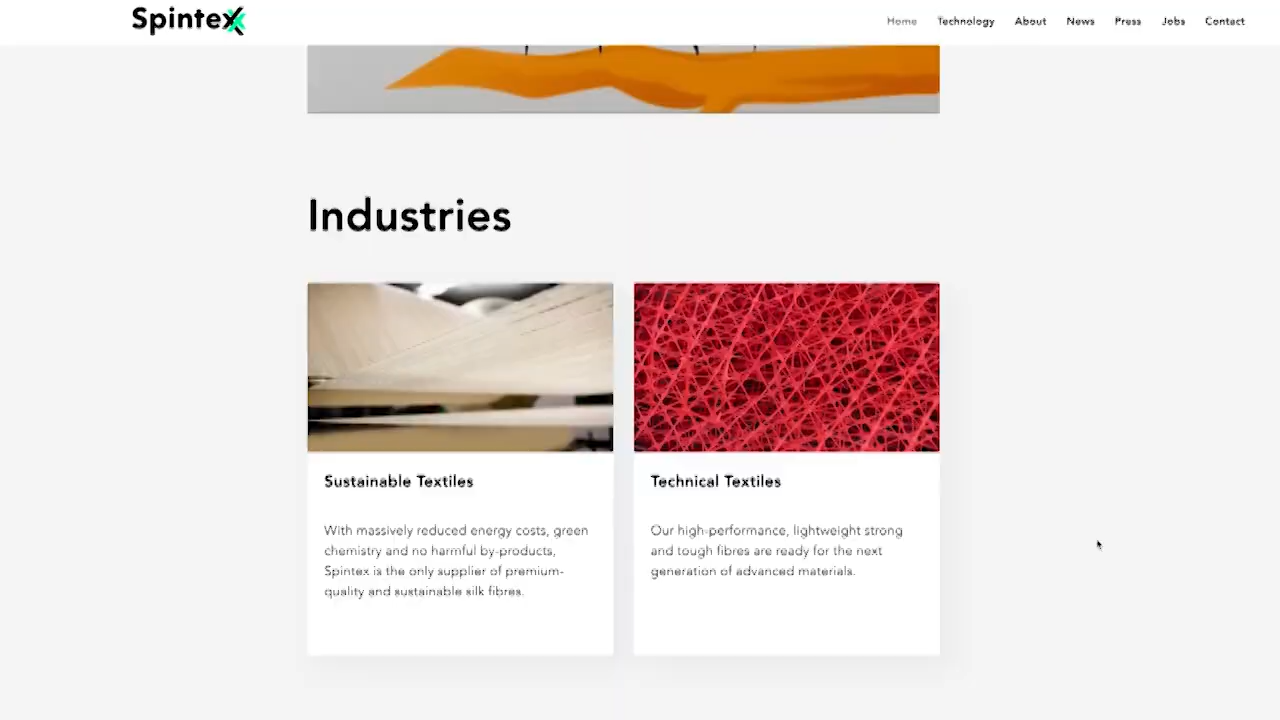 Spintex
Home Technology About News Press Jobs Contact
Industries
Sustainable Textiles
With massively reduced energy costs, green
chemistry and no harmful by-products,
Spintex is the only supplier of premium-
quality and sustainable silk fibres.
Technical Textiles
Our high-performance, lightweight strong
and tough fibres are ready for the next
generation of advanced materials.